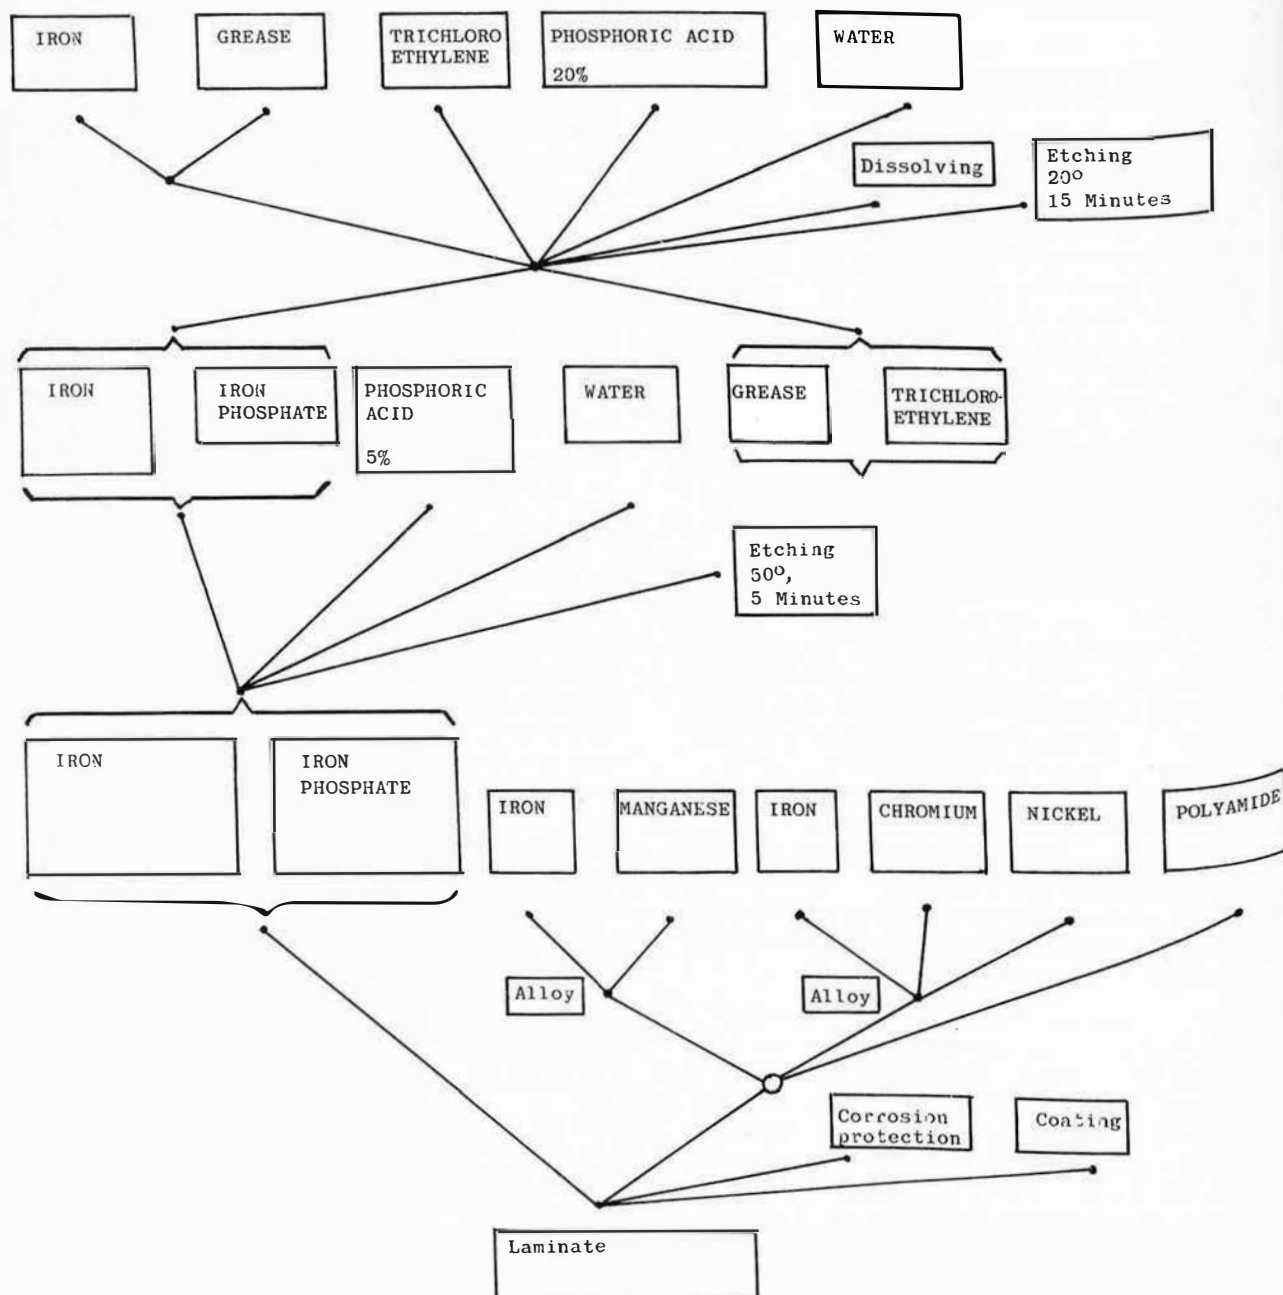 IRON
GREASE
TRICHLORO
ETHYLENE
PHOSPHORIC ACID
20%
WATER
Dissolving
Etching
20°
15 Minutes
IRON
IRON
PHOSPHATE
PHOSPHORIC
ACID
5%
WATER
GREASE
TRICHLORO-
ETHYLENE
Etching
50°,
5 Minutes
IRON
IRON
PHOSPHATE
IRON
MANGANESE
IRON
CHROMIUM
NICKEL
POLYAMIDE
Alloy
Alloy
Corrosion
protection
Coating
Laminate